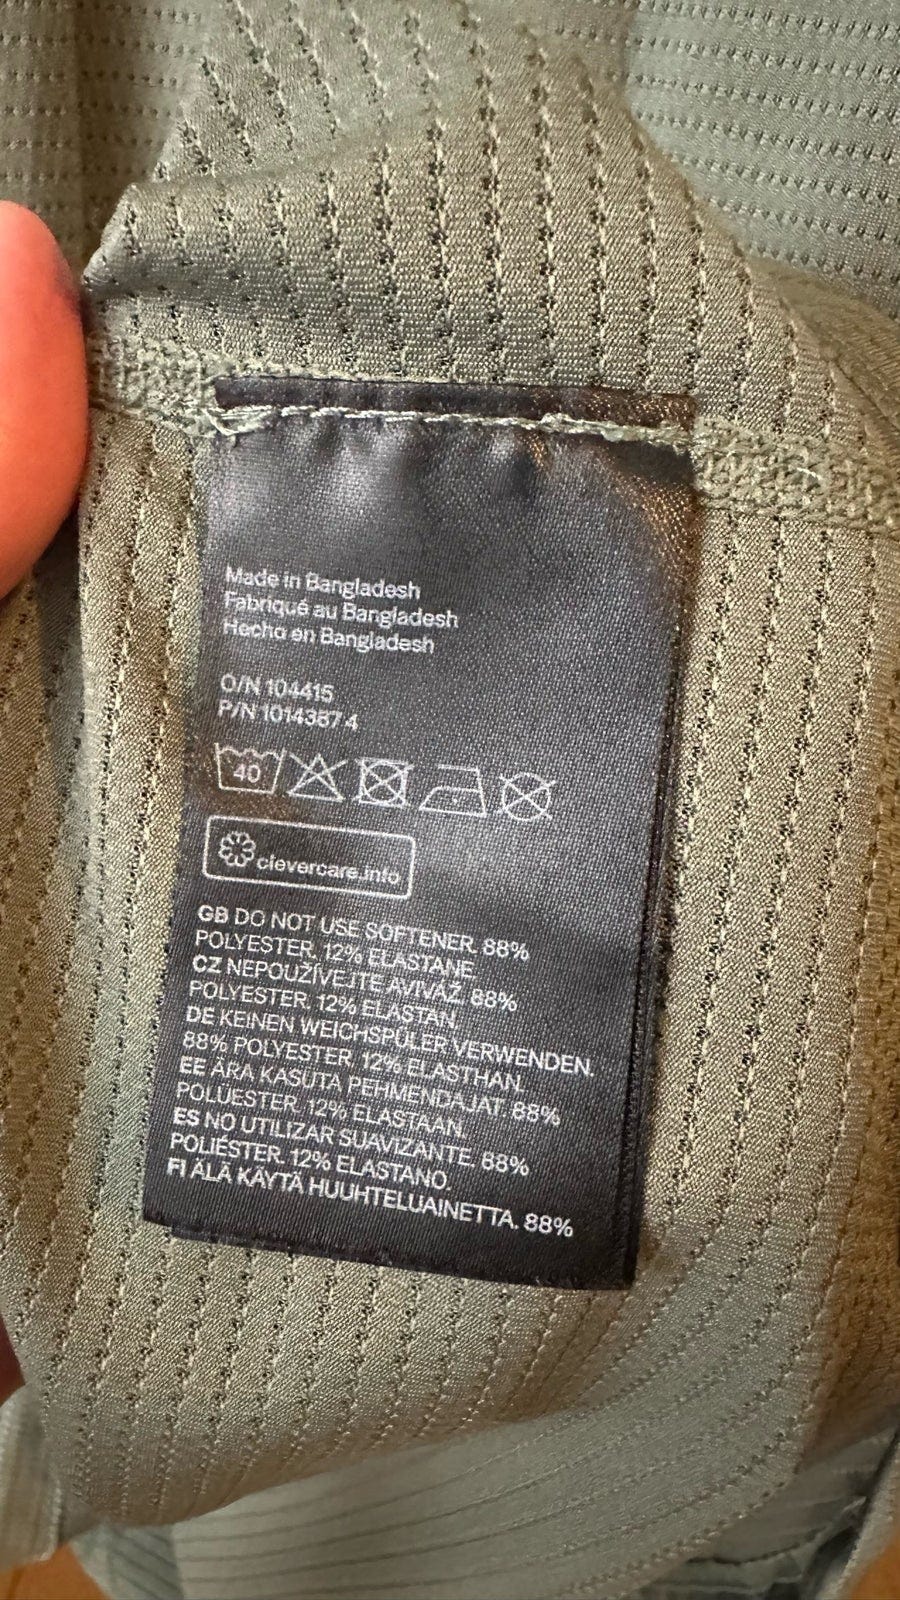 Made in Bangladesh
Fabriqué au Bangladesh
Hecho en Bangladesh
O/N 104415
P/N 1014387 4
40
clevercare.info
GB DO NOT USE SOFTENER. 88%
POLYESTER. 12% ELASTANE.
CZ NEPOUŽÍVEJTE AVIVÁŽ. 88%
POLYESTER. 12% ELASTAN.
DE KEINEN WEICHSPÜLER VERWENDEN.
88% POLYESTER. 12% ELASTHAN.
EE ÄRA KASUTA PEHMENDAJAT. 88%
POLÜESTER. 12% ELASTAAN.
ES NO UTILIZAR SUAVIZANTE. 88%
POLIÉSTER. 12% ELASTANO.
FI ÄLÄ KÄYTÄ HUUHTELUAINETTA. 88%